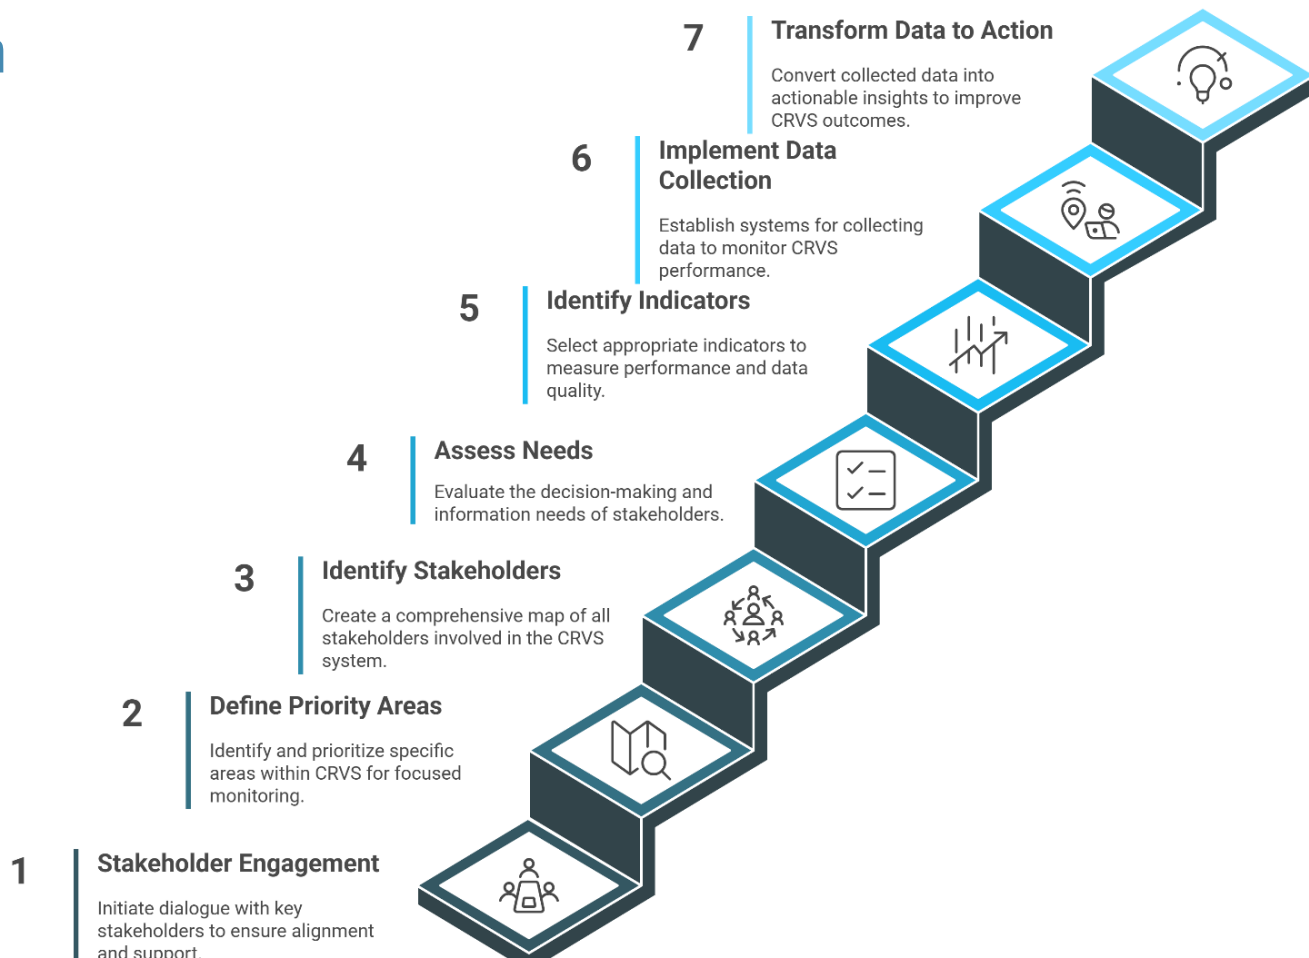 7
Transform Data to Action
Convert collected data into
actionable insights to improve
CRVS outcomes.
6
Implement Data
Collection
Establish systems for collecting
data to monitor CRVS
performance.
5
Identify Indicators
Select appropriate indicators to
measure performance and data
quality.
4
Assess Needs
Evaluate the decision-making and
information needs of stakeholders.
3
Identify Stakeholders
Create a comprehensive map of all
stakeholders involved in the CRVS
system.
2
Define Priority Areas
Identify and prioritize specific
areas within CRVS for focused
monitoring.
1
Stakeholder Engagement
Initiate dialogue with key
stakeholders to ensure alignment
and support.